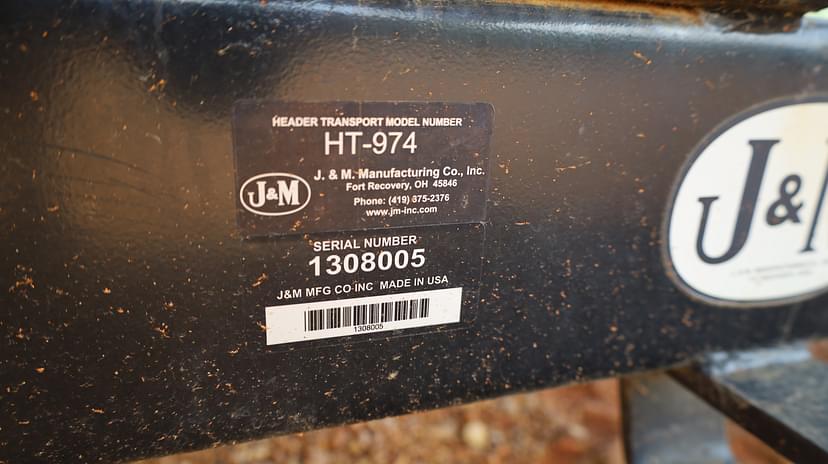 HEADER TRANSPORT MODEL NUMBER
HT-974
J&M
J. & M. Manufacturing Co., Inc.
Fort Recovery, OH 45846
Phone: (419) 375-2376
www.jm-inc.com
SERIAL NUMBER
1308005
J&M MFG CO INC MADE IN USA
1308005
J&M